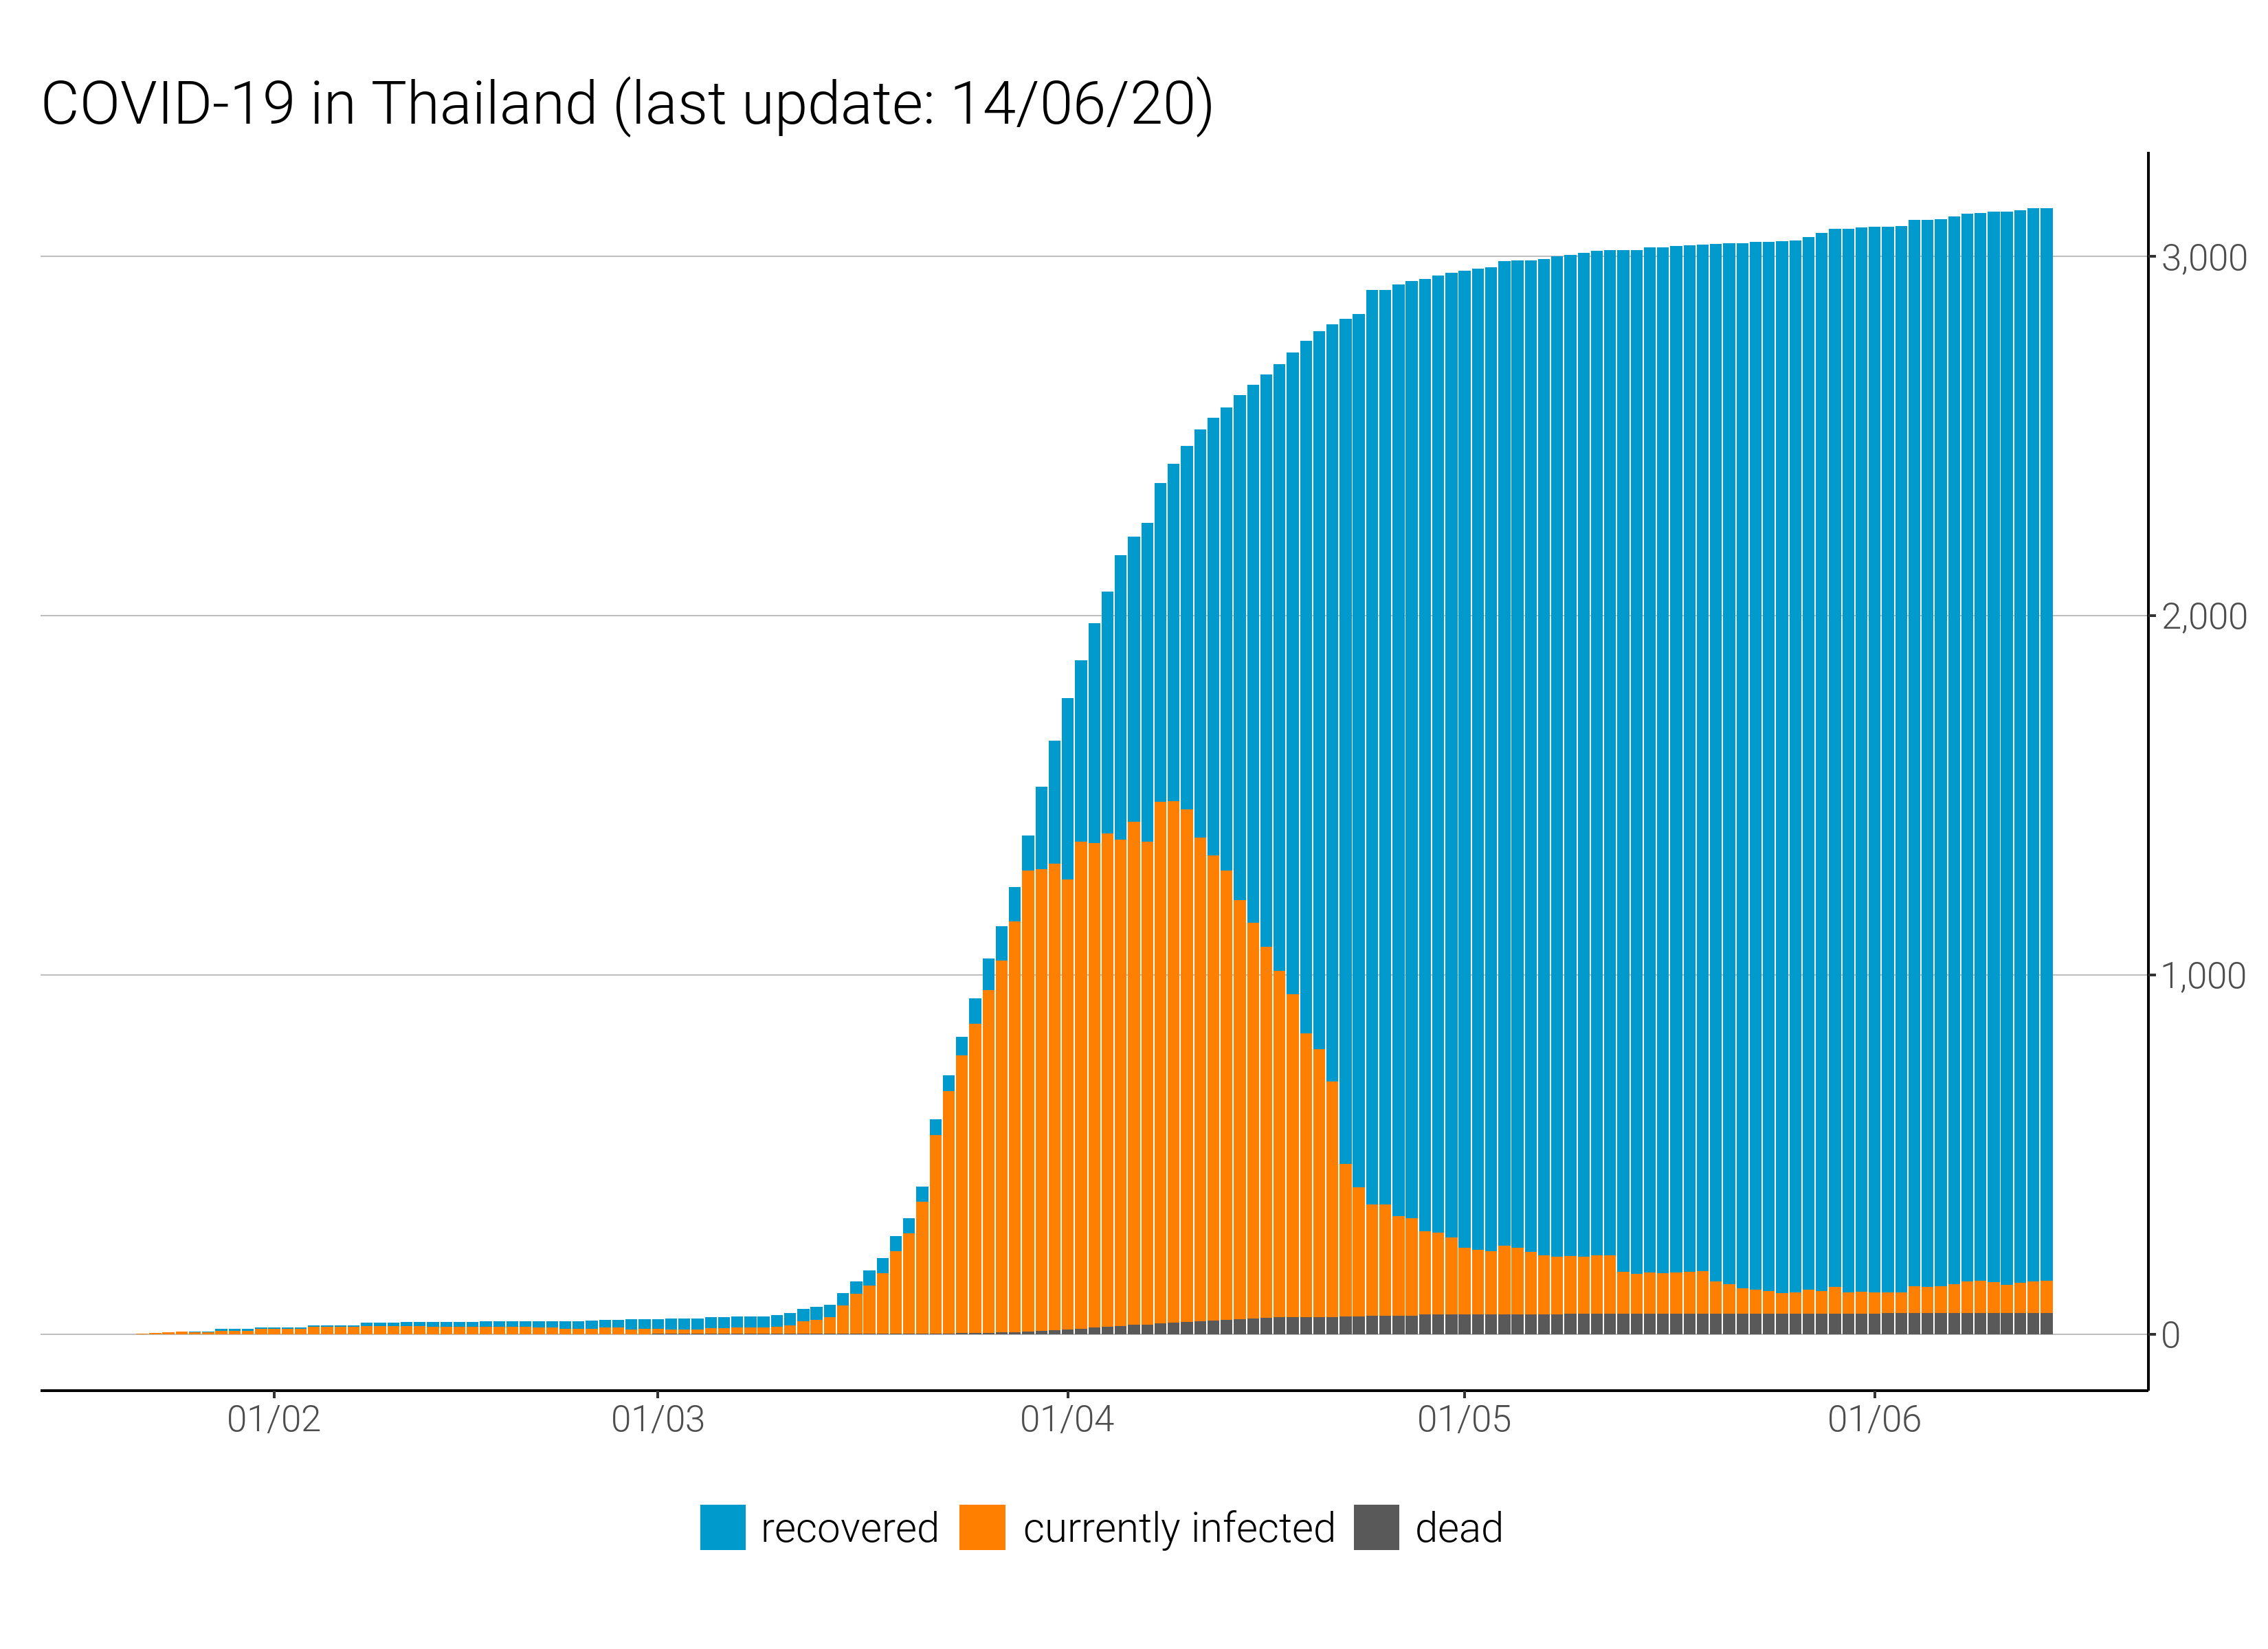 COVID-19 in Thailand (last update: 14/06/20)
3,000
2,000
1,000
0
01/02 01/03 01/04 01/05 01/06
recovered currently infected dead